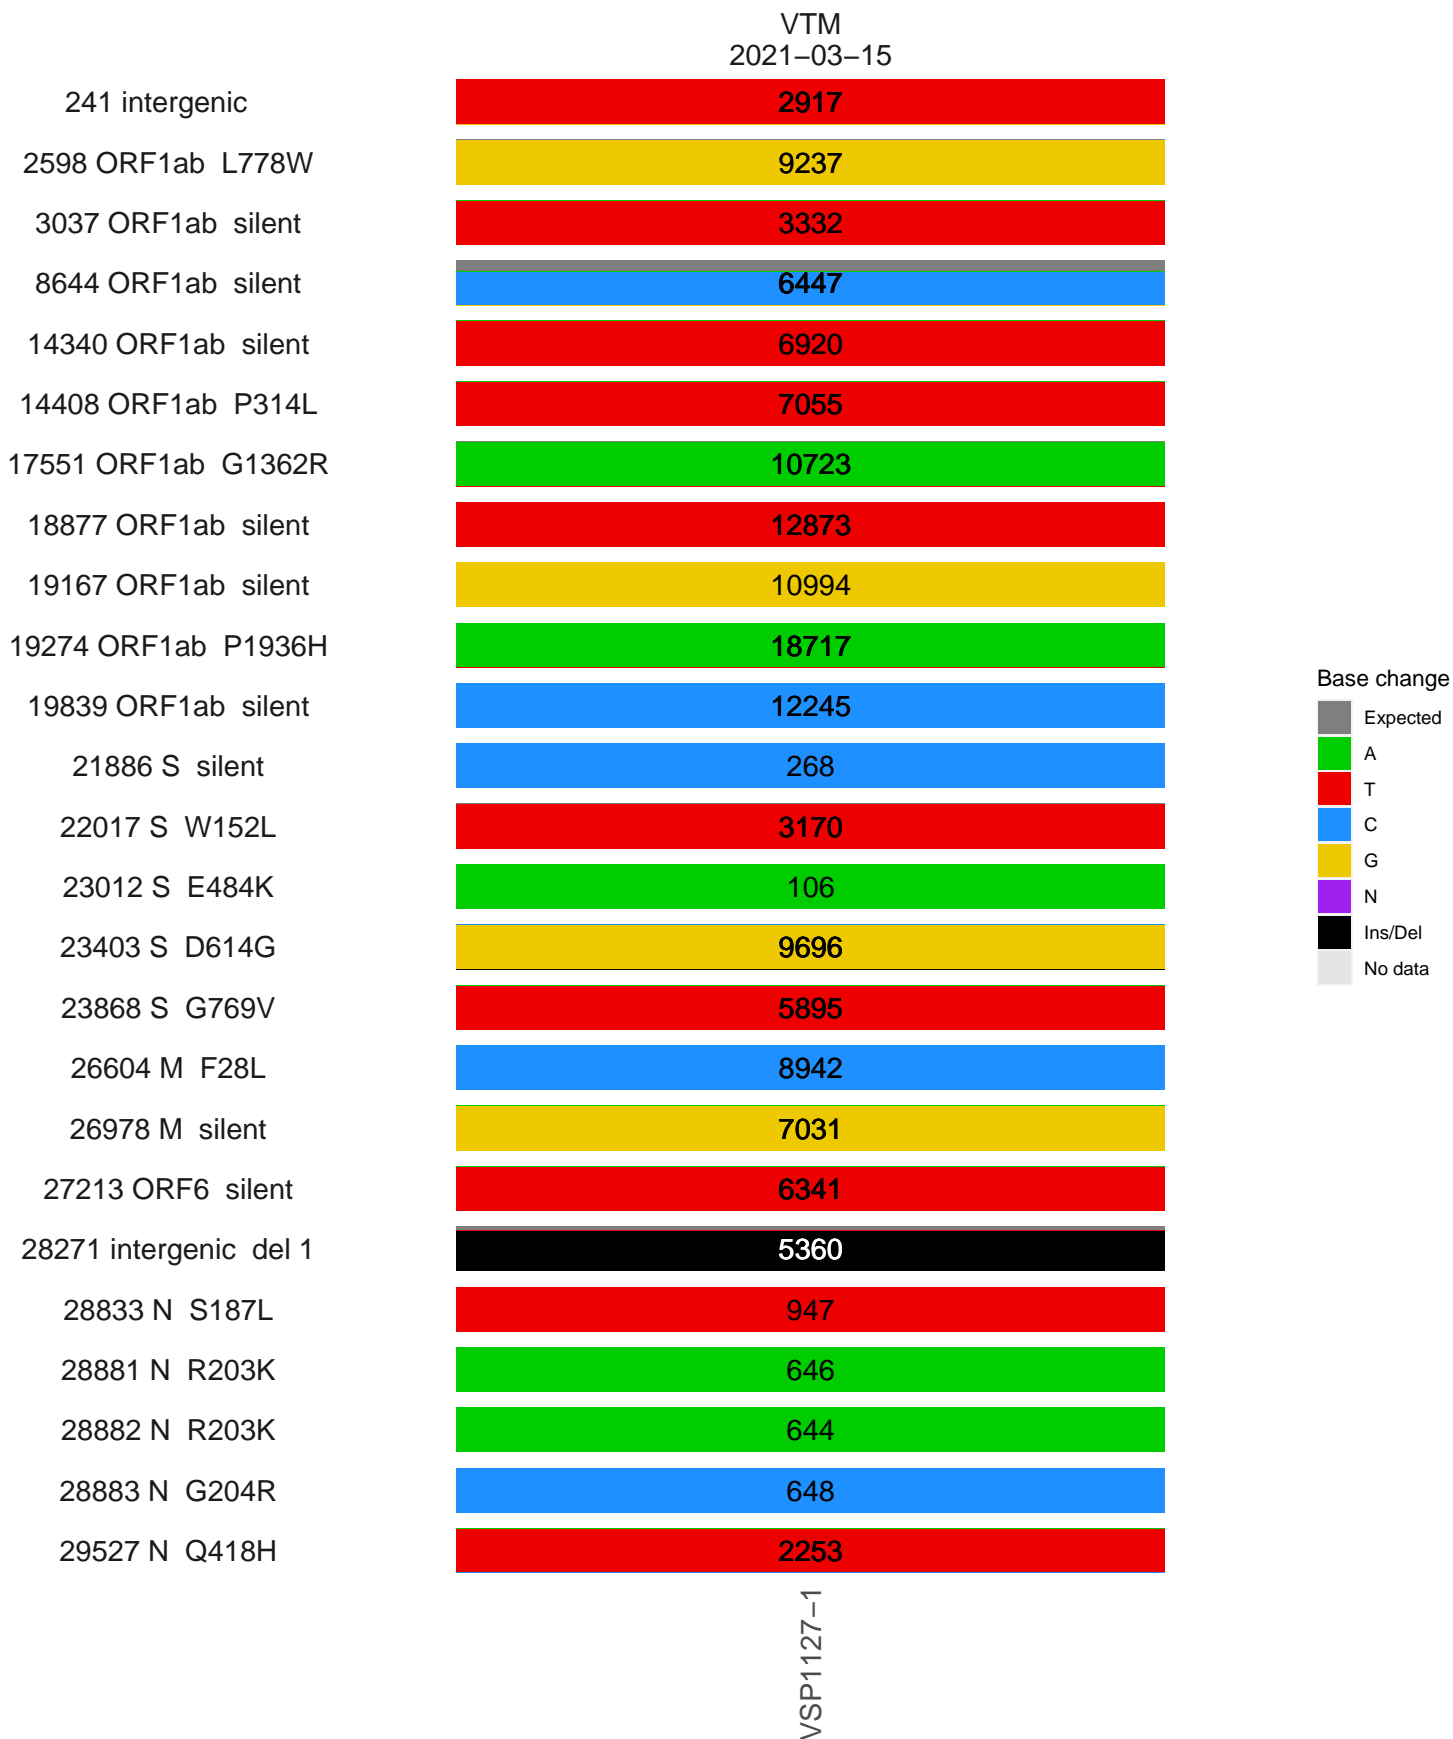 VTM
2021−03−15
241 intergenic 2917
2598 ORF1ab L778W 9237
3037 ORF1ab silent 3332
8644 ORF1ab silent 6447
14340 ORF1ab silent 6920
14408 ORF1ab P314L 7055
17551 ORF1ab G1362R 10723
18877 ORF1ab silent 12873
19167 ORF1ab silent 10994
19274 ORF1ab P1936H 18717
19839 ORF1ab silent 12245
21886 S silent 268
22017 S W152L 3170
23012 S E484K 106
23403 S D614G 9696
23868 S G769V 5895
26604 M F28L 8942
26978 M silent 7031
27213 ORF6 silent 6341
28271 intergenic del 1 5360
28833 N S187L 947
28881 N R203K 646
28882 N R203K 644
28883 N G204R 648
29527 N Q418H 2253
VSP1127−1
Base change
Expected
A
T
C
G
N
Ins/Del
No data